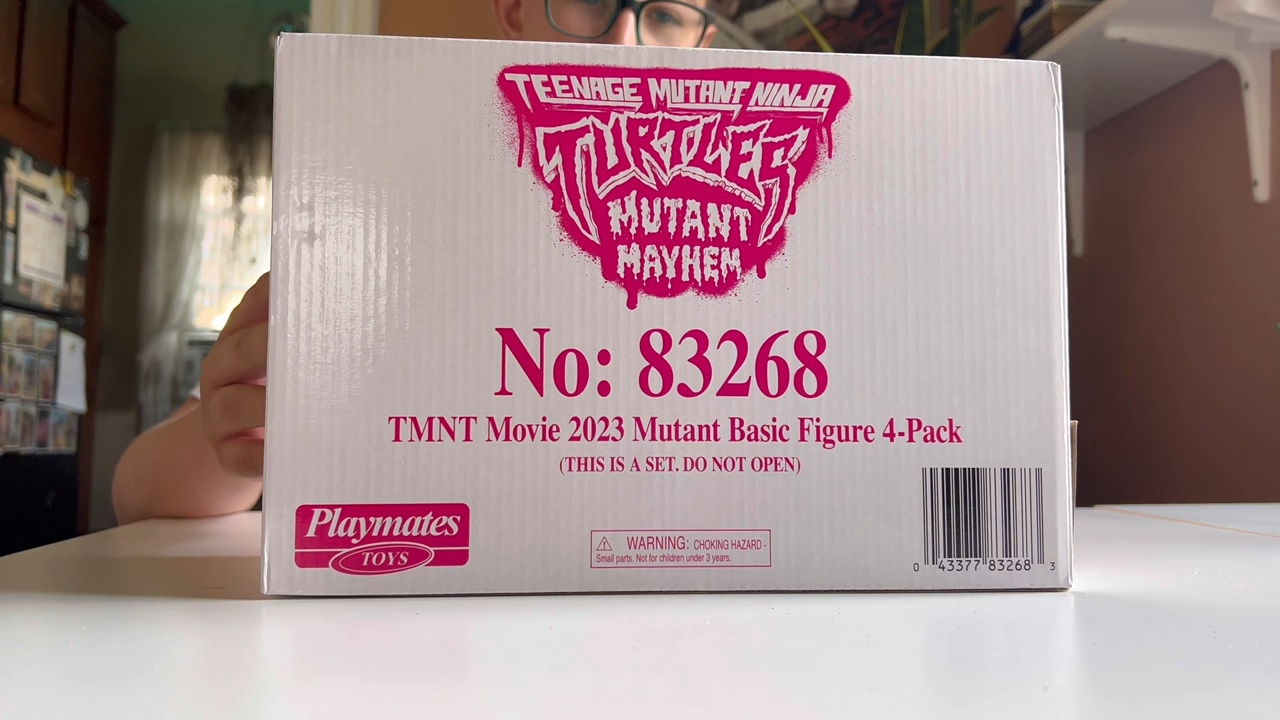 TEENAGE MUTANT NINJA
TURTLES
MUTANT
MAYHEM
No: 83268
TMNT Movie 2023 Mutant Basic Figure 4-Pack
(THIS IS A SET. DO NOT OPEN)
Playmates
TOYS
WARNING: CHOKING HAZARD -
Small parts. Not for children under 3 years.
0 43377 83268 3